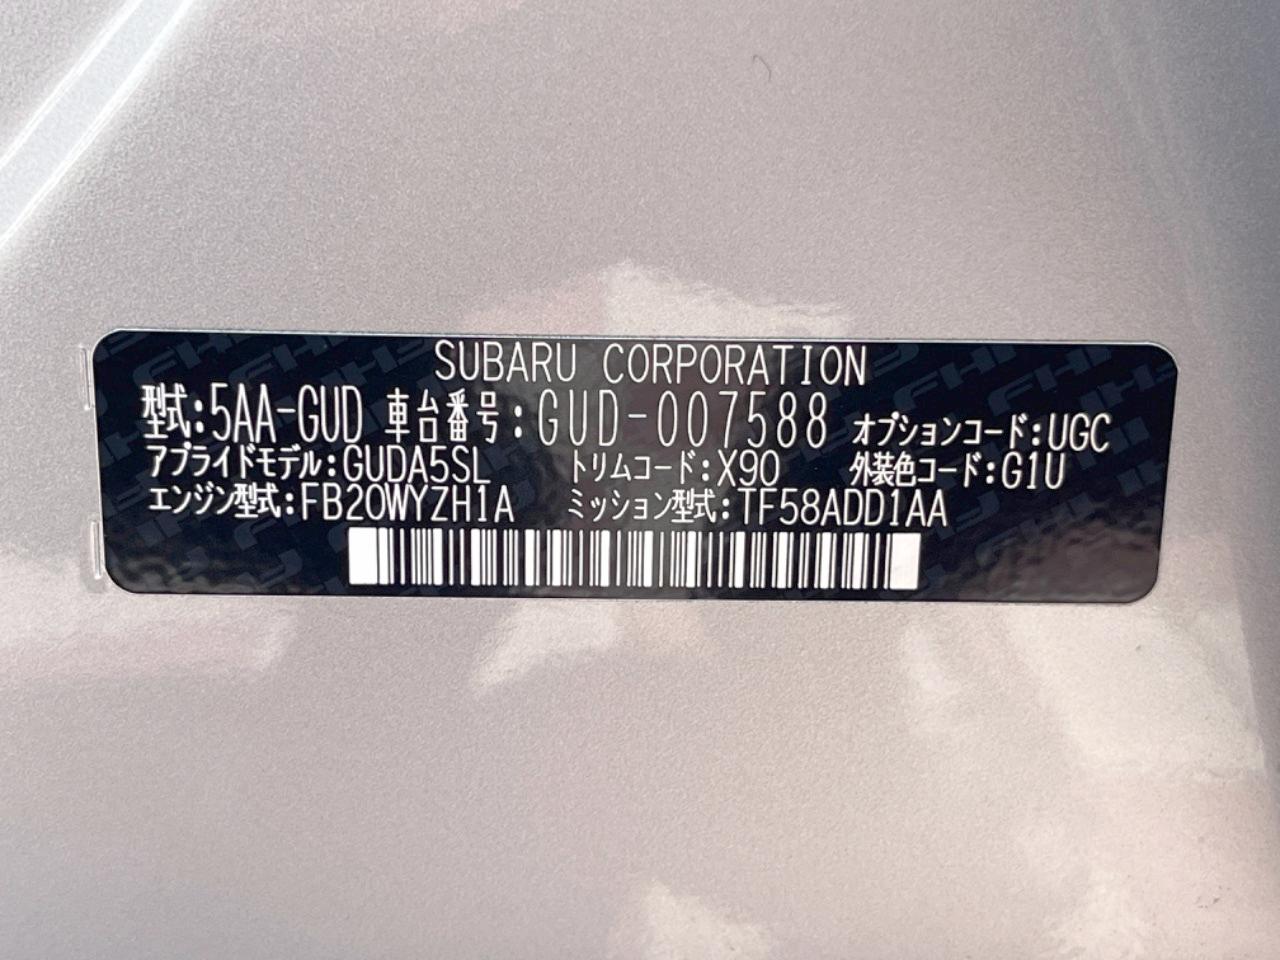 SUBARU CORPORATION
型式:5AA-GUD 車台番号:GUD-007588 オプションコード:UGC
アプライドモデル:GUDA5SL トリムコード:X90 外装色コード:G1U
エンジン型式:FB20WYZH1A ミッション型式:TF58ADD1AA